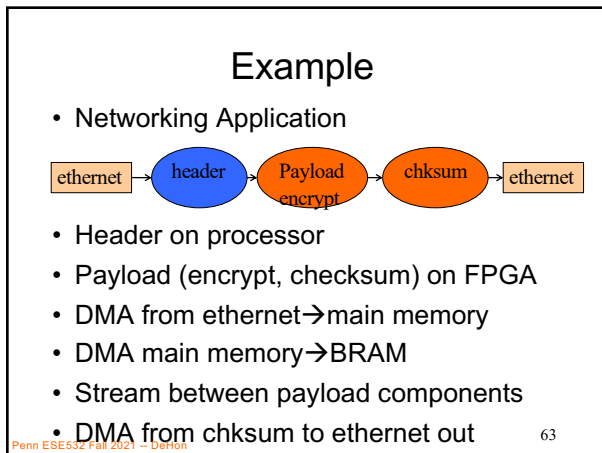 Example
• Networking Application
ethernet
header
Payload
encrypt
chksum
ethernet
• Header on processor
• Payload (encrypt, checksum) on FPGA
• DMA from ethernet→main memory
• DMA main memory→BRAM
• Stream between payload components
• DMA from chksum to ethernet out
63
Penn ESE532 Fall 2021 -- DeHon